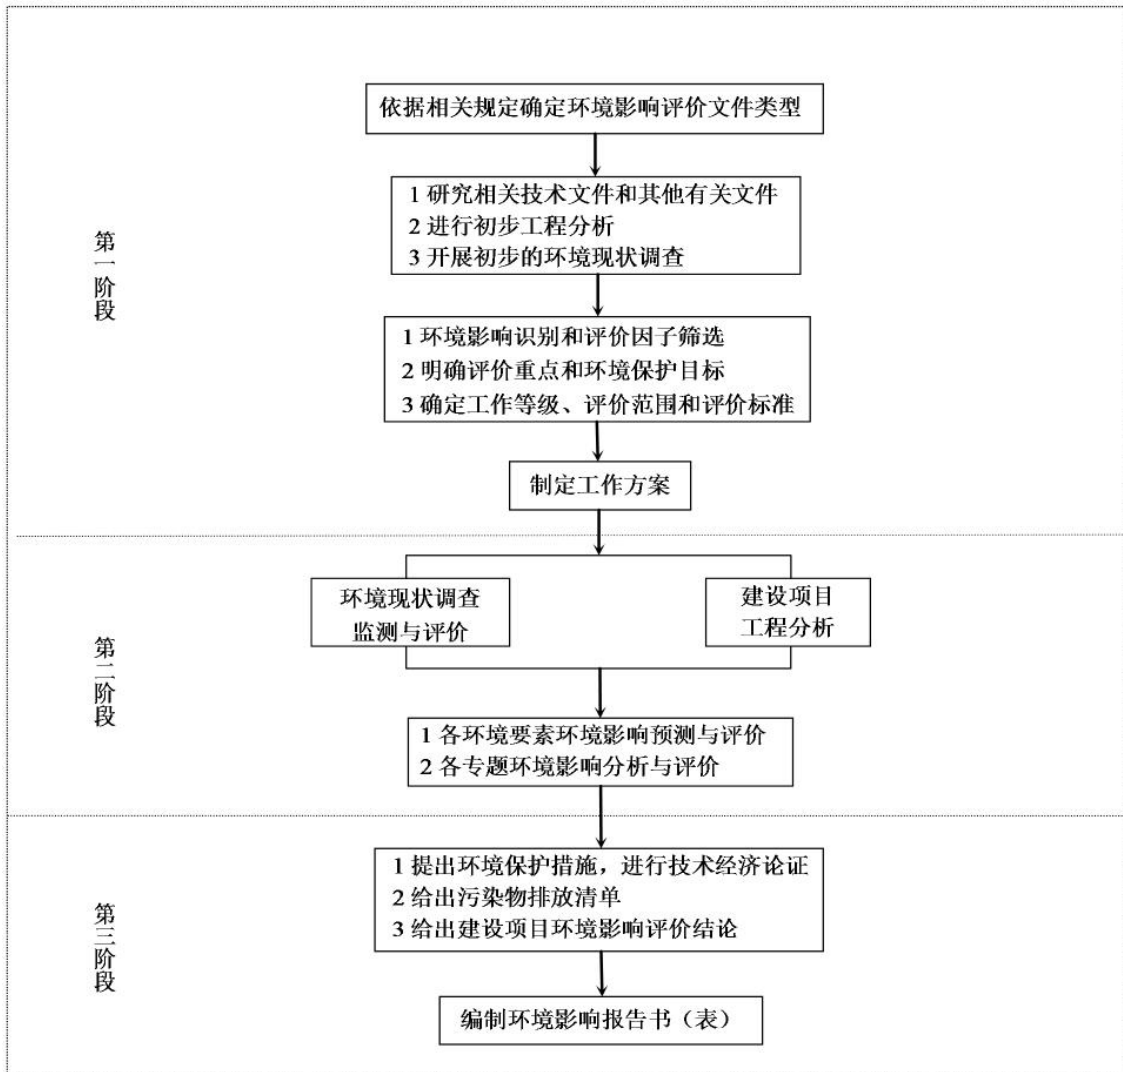 依据相关规定确定环境影响评价文件类型
第一阶段
1 研究相关技术文件和其他有关文件
2 进行初步工程分析
3 开展初步的环境现状调查
1 环境影响识别和评价因子筛选
2 明确评价重点和环境保护目标
3 确定工作等级、评价范围和评价标准
制定工作方案
第二阶段
环境现状调查
监测与评价
建设项目
工程分析
1 各环境要素环境影响预测与评价
2 各专题环境影响分析与评价
第三阶段
1 提出环境保护措施，进行技术经济论证
2 给出污染物排放清单
3 给出建设项目环境影响评价结论
编制环境影响报告书（表）